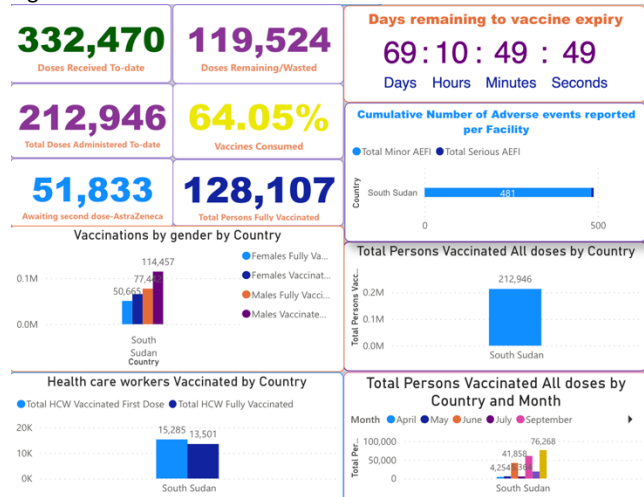 332,470
Doses Received To-date
119,524
Doses Remaining/Wasted
Days remaining to vaccine expiry
69:10:49:49
Days Hours Minutes Seconds
212,946
Total Doses Administered To-date
64.05%
Vaccines Consumed
Cumulative Number of Adverse events reported
per Facility
Total Minor AEFI Total Serious AEFI
Country
South Sudan
481
0 500
51,833
Awaiting second dose-AstraZeneca
128,107
Total Persons Fully Vaccinated
Vaccinations by gender by Country
Females Fully Va...
Females Vaccinat...
Males Fully Vacci...
Males Vaccinate...
114,457
77,442
50,665
0.1M
0.0M
South
Sudan
Country
Total Persons Vaccinated All doses by Country
Total Persons Vacc...
212,946
0.2M
0.1M
0.0M
South Sudan
Health care workers Vaccinated by Country
Total HCW Vaccinated First Dose Total HCW Fully Vaccinated
20K
15,285 13,501
10K
0K
South Sudan
Total Persons Vaccinated All doses by
Country and Month
Month April May June July September
Total Per...
100,000
76,268
50,000
41,858
0
South Sudan